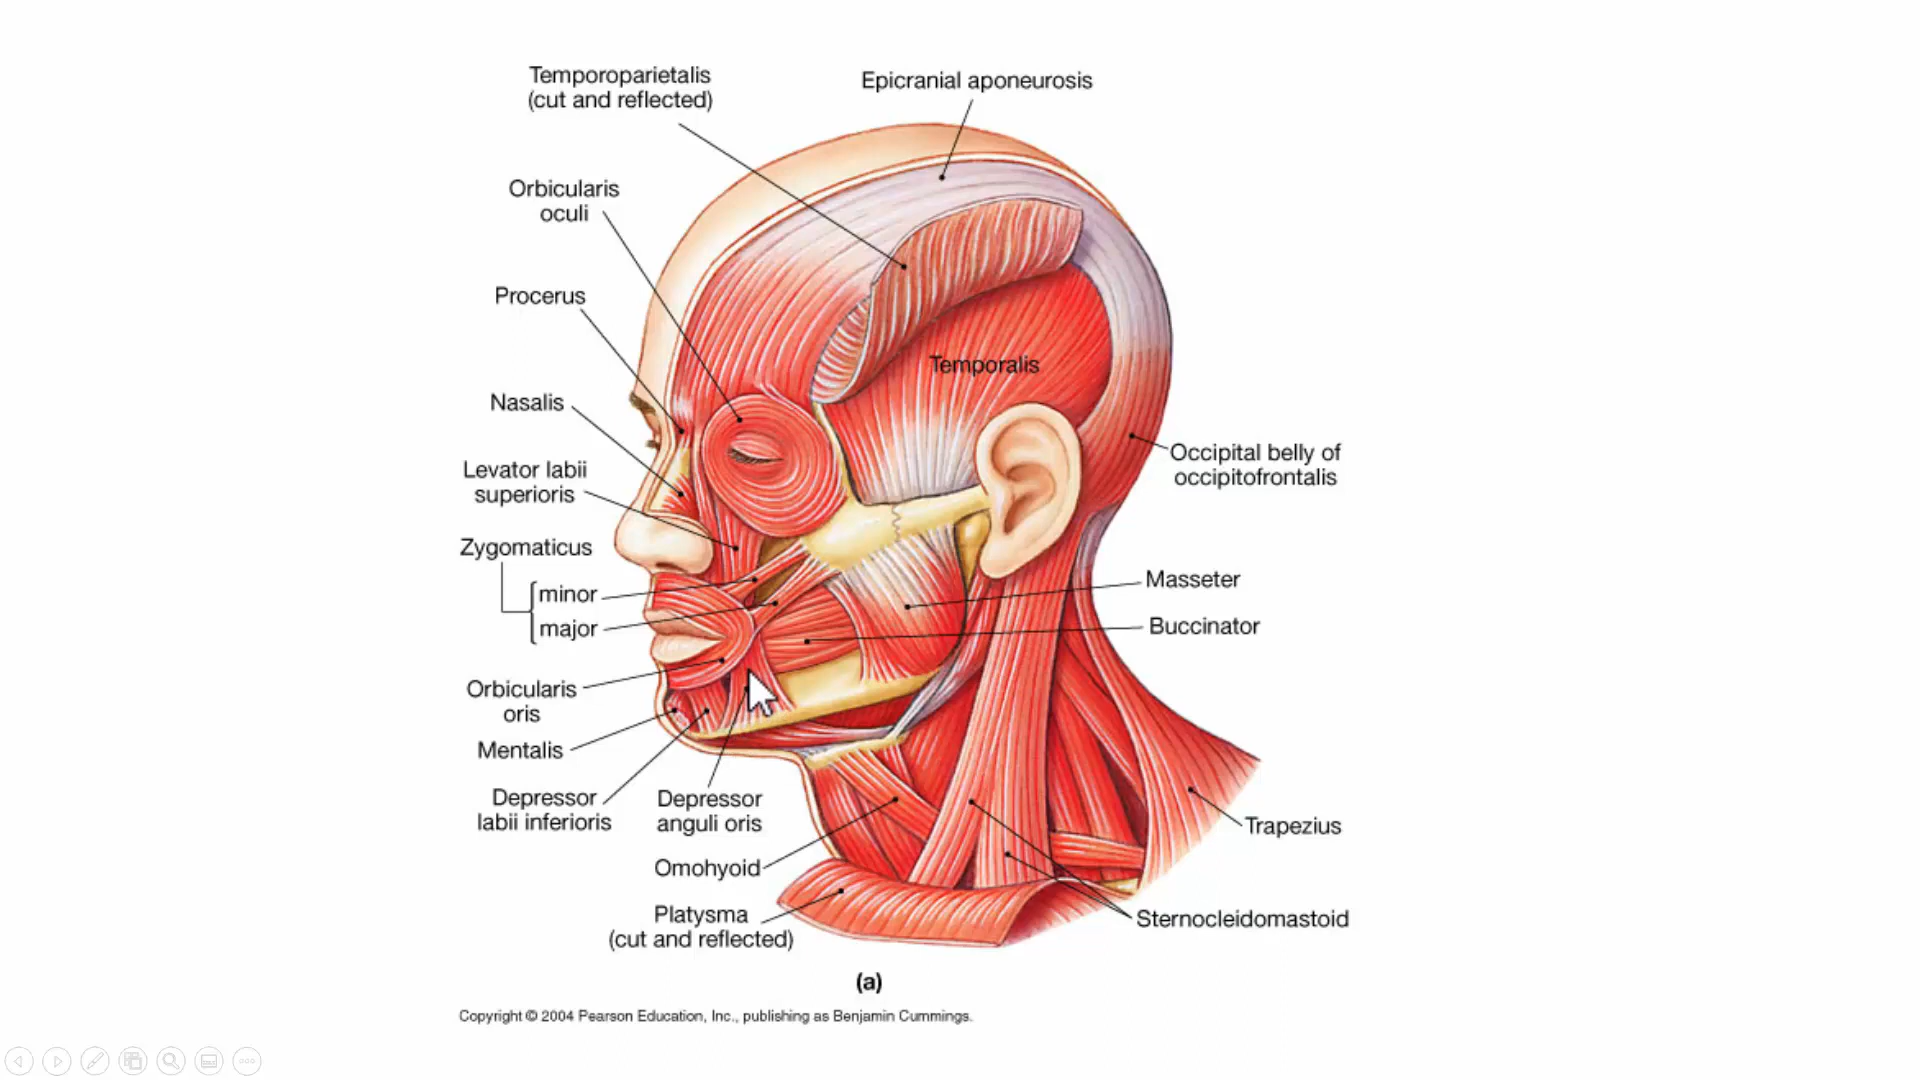 Temporoparietalis
(cut and reflected)
Epicranial aponeurosis
Orbicularis
oculi
Procerus
Temporalis
Nasalis
Occipital belly of
occipitofrontalis
Levator labii
superioris
Zygomaticus
minor
major
Masseter
Buccinator
Orbicularis
oris
Mentalis
Depressor
labii inferioris
Depressor
anguli oris
Omohyoid
Trapezius
Platysma
(cut and reflected)
Sternocleidomastoid
(a)
Copyright © 2004 Pearson Education, Inc., publishing as Benjamin Cummings.